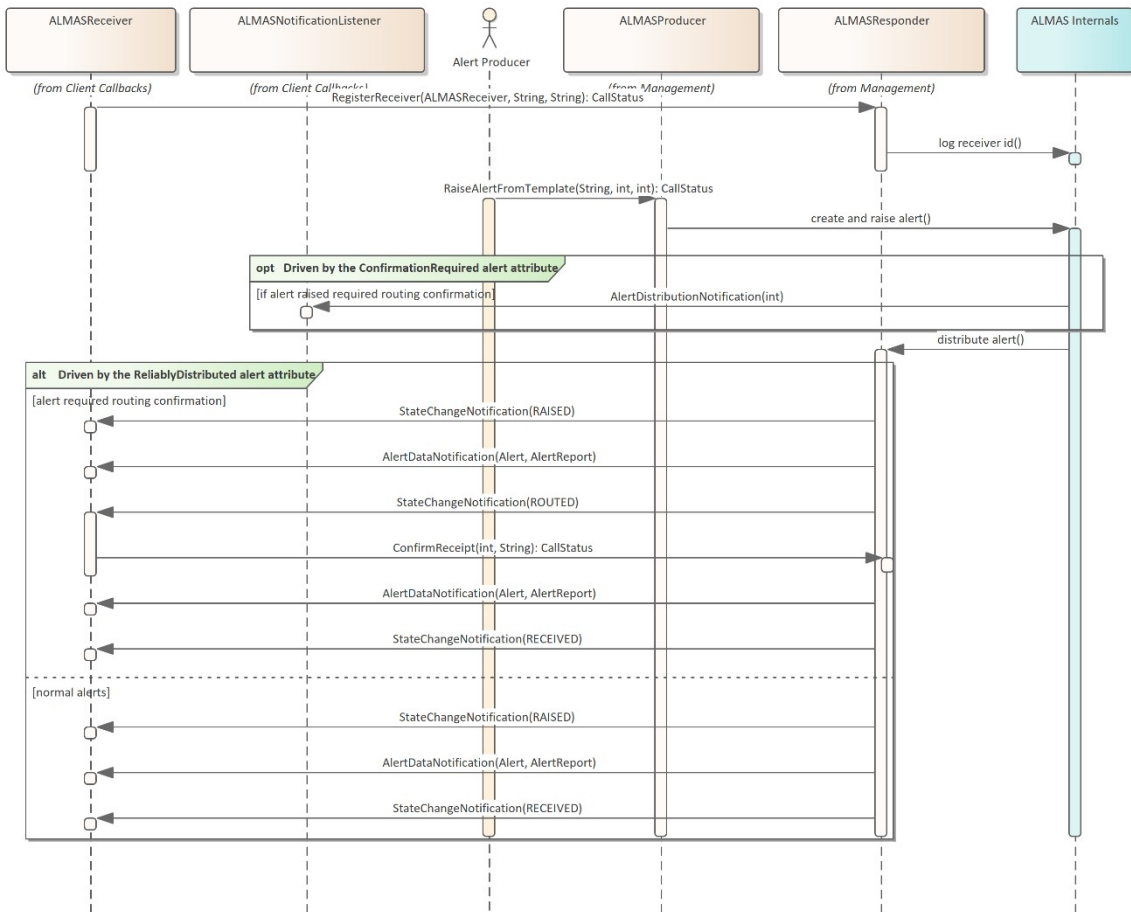 ALMASReceiver
ALMASNotificationListener
Alert Producer
ALMASProducer
ALMASResponder
ALMAS Internals
(from Client Callbacks)
(from Client Callbacks)
(from Management)
(from Management)
RegisterReceiver(ALMASReceiver, String, String): CallStatus
log receiver id()
RaiseAlertFromTemplate(String, int, int): CallStatus
create and raise alert()
opt Driven by the ConfirmationRequired alert attribute
[if alert raised required routing confirmation]
AlertDistributionNotification(int)
distribute alert()
alt Driven by the ReliablyDistributed alert attribute
[alert required routing confirmation]
StateChangeNotification(RAISED)
AlertDataNotification(Alert, AlertReport)
StateChangeNotification(ROUTED)
ConfirmReceipt(int, String): CallStatus
AlertDataNotification(Alert, AlertReport)
StateChangeNotification(RECEIVED)
[normal alerts]
StateChangeNotification(RAISED)
AlertDataNotification(Alert, AlertReport)
StateChangeNotification(RECEIVED)